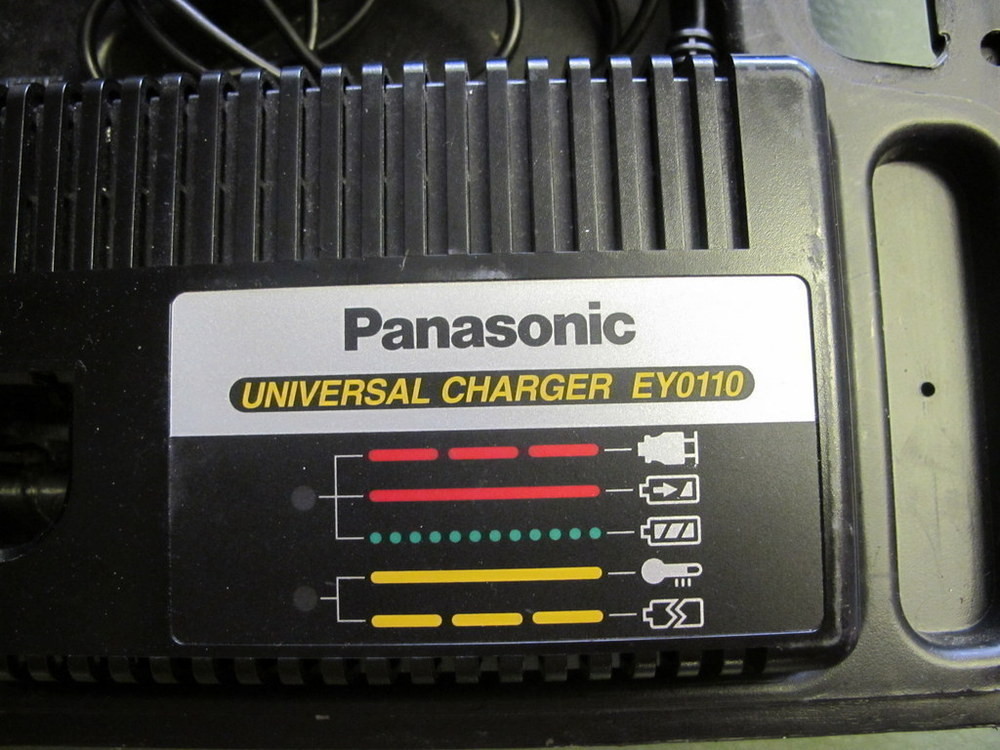 Panasonic
UNIVERSAL CHARGER EY0110